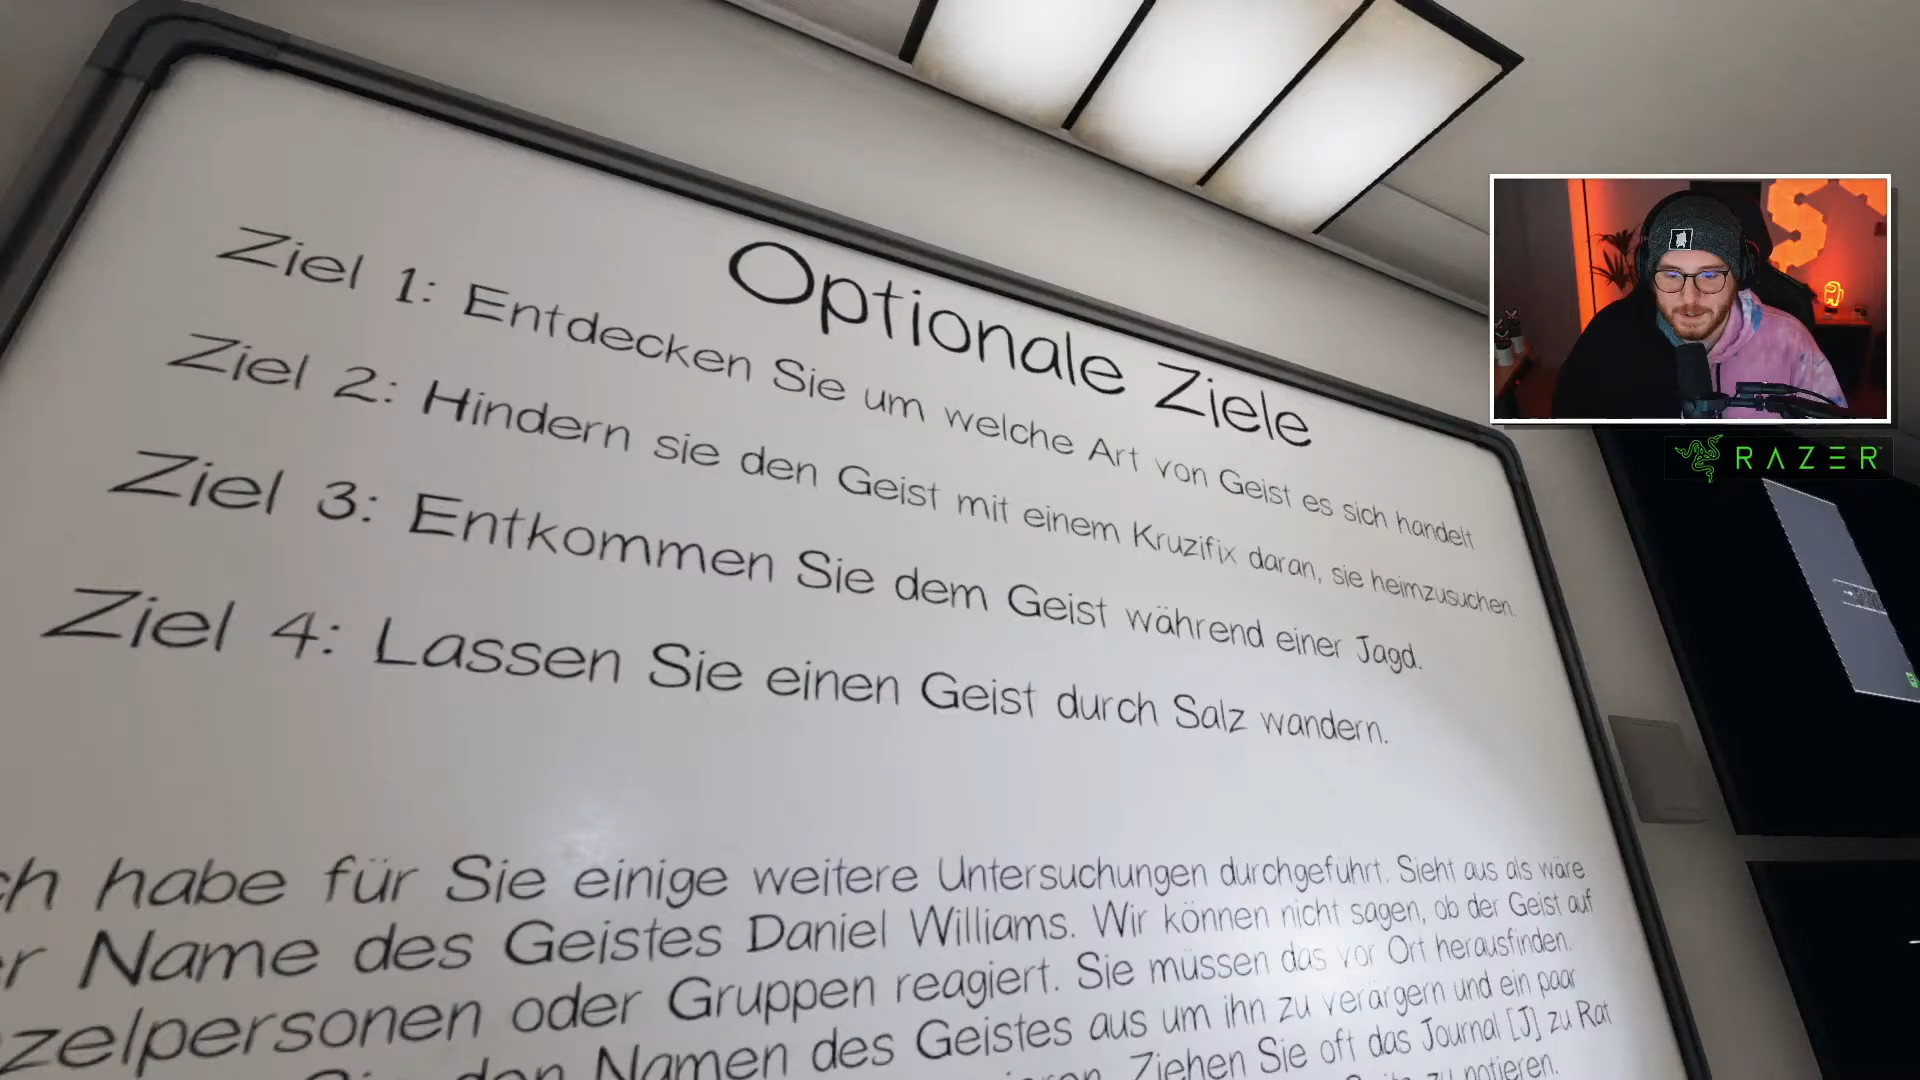 Optionale Ziele
Ziel 1: Entdecken Sie um welche Art von Geist es sich handelt
Ziel 2: Hindern sie den Geist mit einem Kruzifix daran, sie heimzusuchen.
Ziel 3: Entkommen Sie dem Geist während einer Jagd.
Ziel 4: Lassen Sie einen Geist durch Salz wandern.
RAZER
ch habe für Sie einige weitere Untersuchungen durchgeführt. Sieht aus als wäre
r Name des Geistes Daniel Williams. Wir können nicht sagen, ob der Geist auf
zelpersonen oder Gruppen reagiert. Sie müssen das vor Ort herausfinden.
den Namen des Geistes aus um ihn zu verärgern und ein paar
Ziehen Sie oft das Journal [J] zu Rat
zu notieren.